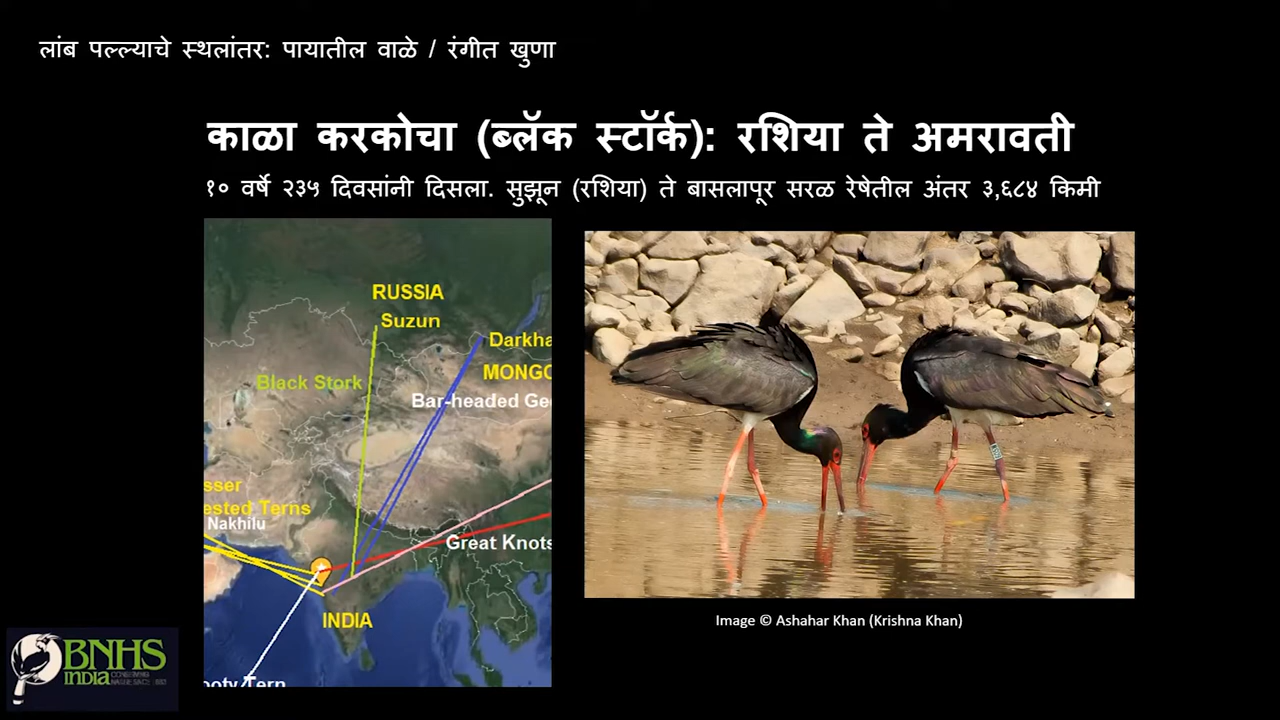 लांब पल्ल्याचे स्थलांतर: पायातील वाळे / रंगीत खुणा
काळा करकोचा (ब्लॅक स्टॉर्क): रशिया ते अमरावती
१० वर्षे २३५ दिवसांनी दिसला. सुझून (रशिया) ते बासलापूर सरळ रेषेतील अंतर ३,६८४ किमी
RUSSIA
Suzun
Darkha
Black Stork
MONGO
Bar-headed Gee
sser
ested Terns
Nakhilu
Great Knots
INDIA
ooty Tern
Image © Ashahar Khan (Krishna Khan)
BNHS
INDIA